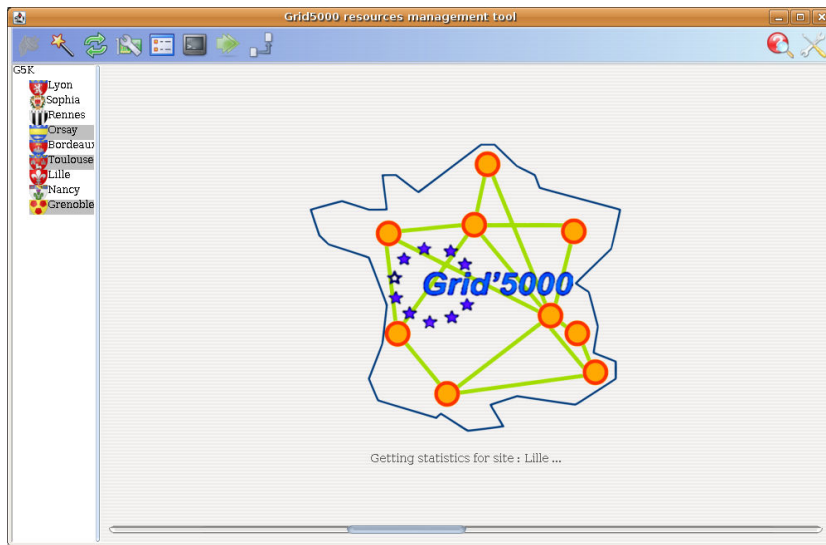 Grid5000 resources management tool
G5K
Lyon
Sophia
Rennes
Orsay
Bordeaux
Toulouse
Lille
Nancy
Grenoble
Grid'5000
Getting statistics for site : Lille ...